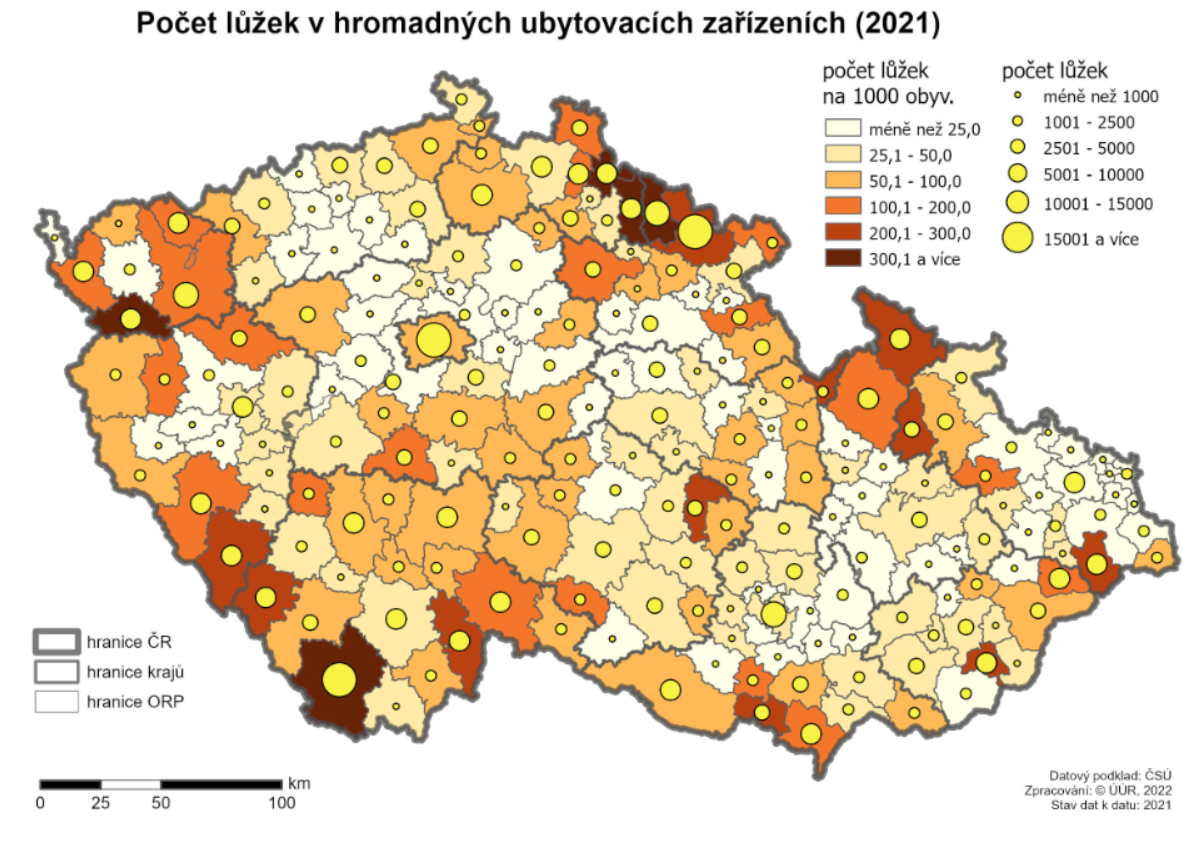 Počet lůžek v hromadných ubytovacích zařízeních (2021)
počet lůžek
na 1000 obyv.
méně než 25,0
25,1 - 50,0
50,1 - 100,0
100,1 - 200,0
200,1 - 300,0
300,1 a více
počet lůžek
méně než 1000
1001 - 2500
2501 - 5000
5001 - 10000
10001 - 15000
15001 a více
hranice ČR
hranice krajů
hranice ORP
km
0 25 50 100
Datový podklad: ČSÚ
Zpracování: © ÚÚR, 2022
Stav dat k datu: 2021